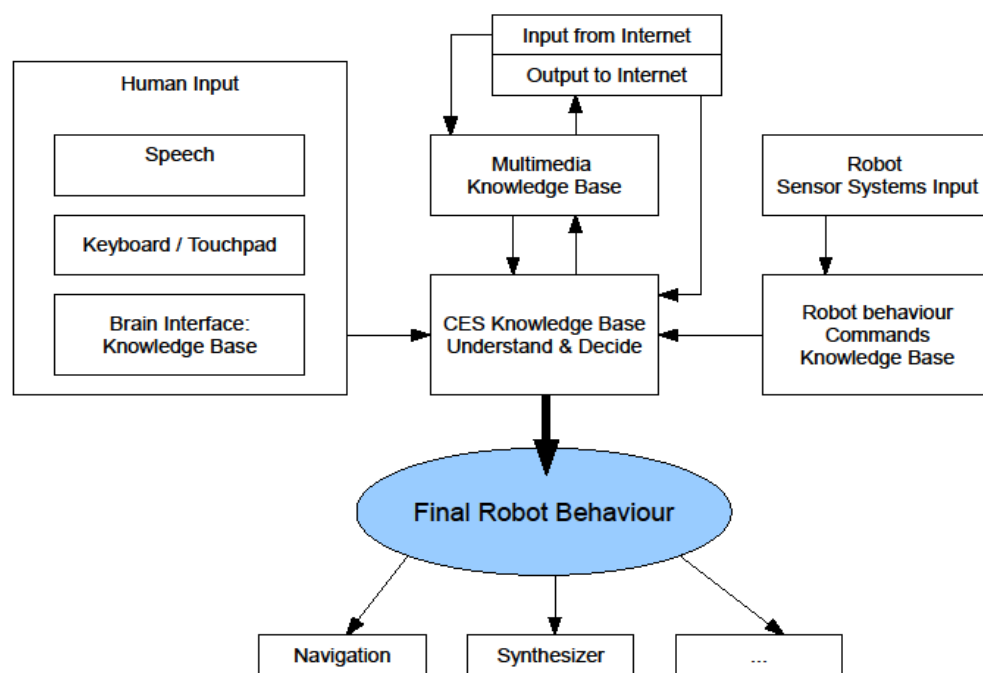 Input from Internet
Output to Internet
Human Input
Speech
Keyboard / Touchpad
Brain Interface:
Knowledge Base
Multimedia
Knowledge Base
Robot
Sensor Systems Input
CES Knowledge Base
Understand & Decide
Robot behaviour
Commands
Knowledge Base
Final Robot Behaviour
Navigation
Synthesizer
...